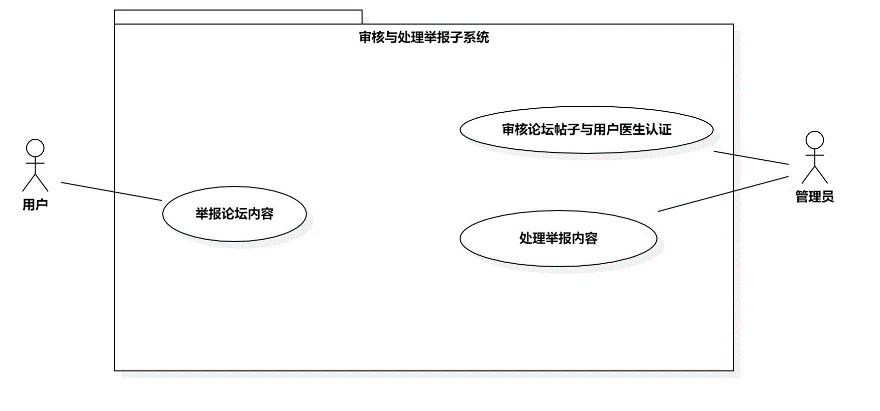 审核与处理举报子系统
审核论坛帖子与用户医生认证
用户
举报论坛内容
处理举报内容
管理员